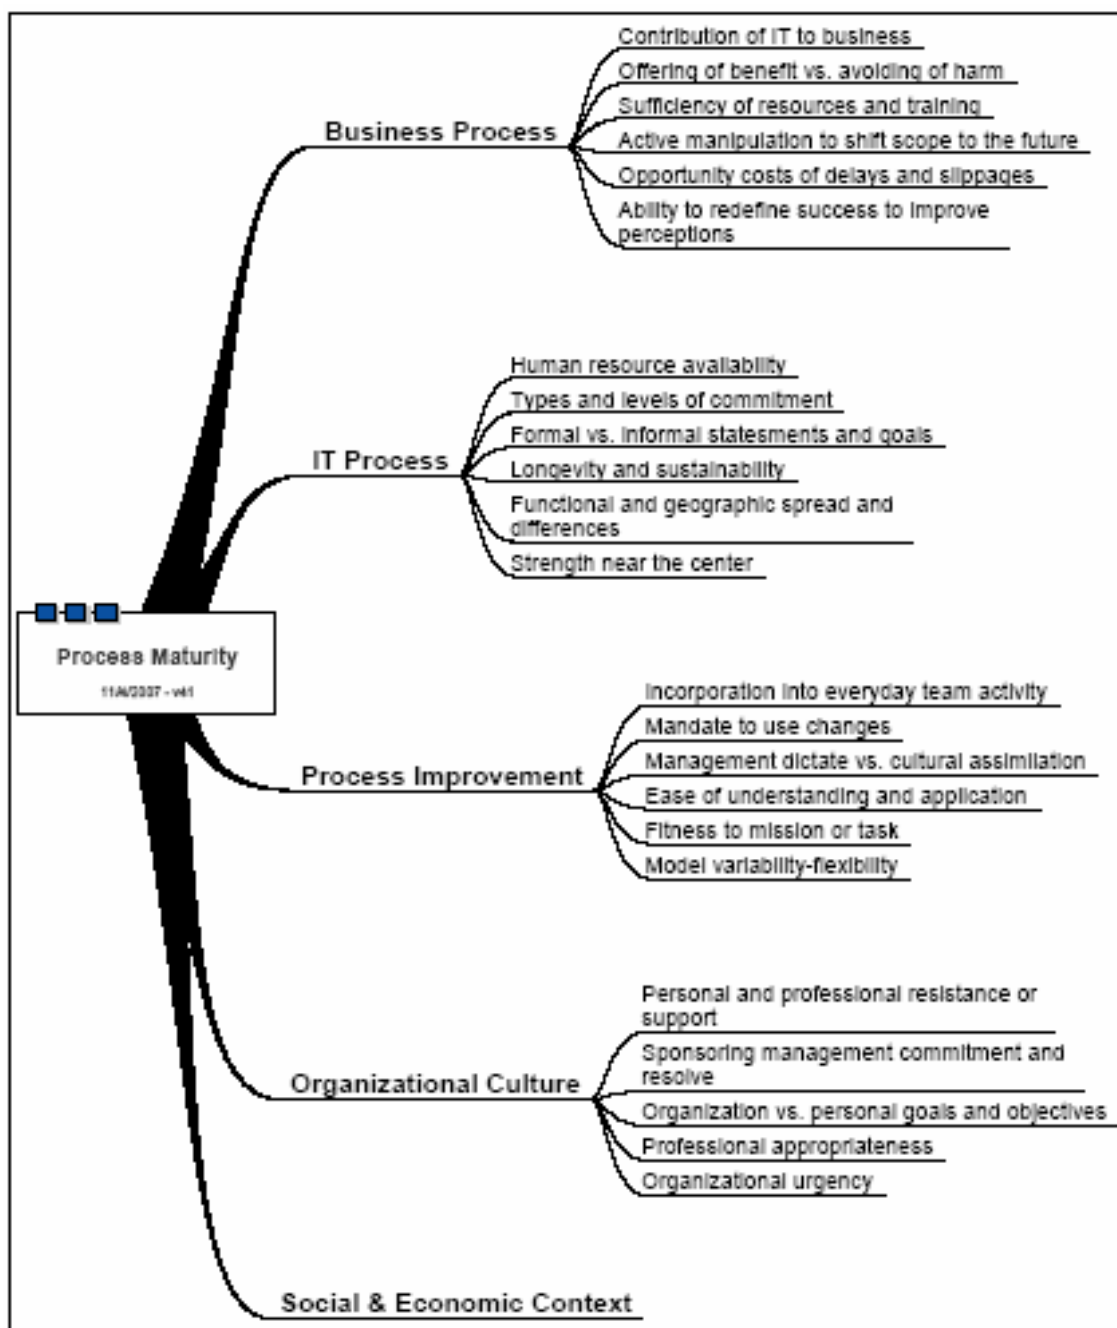 Contribution of IT to business
Offering of benefit vs. avoiding of harm
Sufficiency of resources and training
Business Process
Active manipulation to shift scope to the future
Opportunity costs of delays and slippages
Ability to redefine success to improve
perceptions
Human resource availability
Types and levels of commitment
Formal vs. informal statesments and goals
IT Process
Longevity and sustainability
Functional and geographic spread and
differences
Strength near the center
Process Maturity
Incorporation into everyday team activity
Mandate to use changes
Management dictate vs. cultural assimilation
Process Improvement
Ease of understanding and application
Fitness to mission or task
Model variability-flexibility
Personal and professional resistance or
support
Sponsoring management commitment and
resolve
Organizational Culture
Organization vs. personal goals and objectives
Professional appropriateness
Organizational urgency
Social & Economic Context